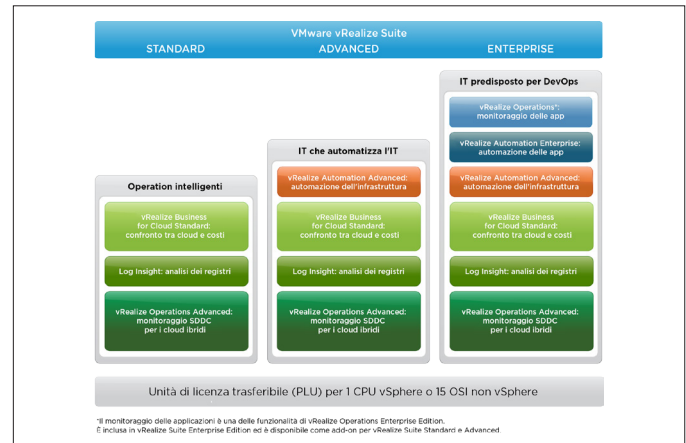 VMware vRealize Suite
STANDARD ADVANCED ENTERPRISE
IT predisposto per DevOps
vRealize Operations*:
monitoraggio delle app
vRealize Automation Enterprise:
automazione delle app
vRealize Automation Advanced:
automazione dell'infrastruttura
vRealize Business
for Cloud Standard:
confronto tra cloud e costi
Log Insight: analisi dei registri
vRealize Operations Advanced:
monitoraggio SDDC
per i cloud ibridi
IT che automatizza l'IT
vRealize Automation Advanced:
automazione dell'infrastruttura
vRealize Business
for Cloud Standard:
confronto tra cloud e costi
Log Insight: analisi dei registri
vRealize Operations Advanced:
monitoraggio SDDC
per i cloud ibridi
Operation intelligenti
vRealize Business
for Cloud Standard:
confronto tra cloud e costi
Log Insight: analisi dei registri
vRealize Operations Advanced:
monitoraggio SDDC
per i cloud ibridi
Unità di licenza trasferibile (PLU) per 1 CPU vSphere o 15 OSI non vSphere
*Il monitoraggio delle applicazioni è una delle funzionalità di vRealize Operations Enterprise Edition.
È inclusa in vRealize Suite Enterprise Edition ed è disponibile come add-on per vRealize Suite Standard e Advanced.